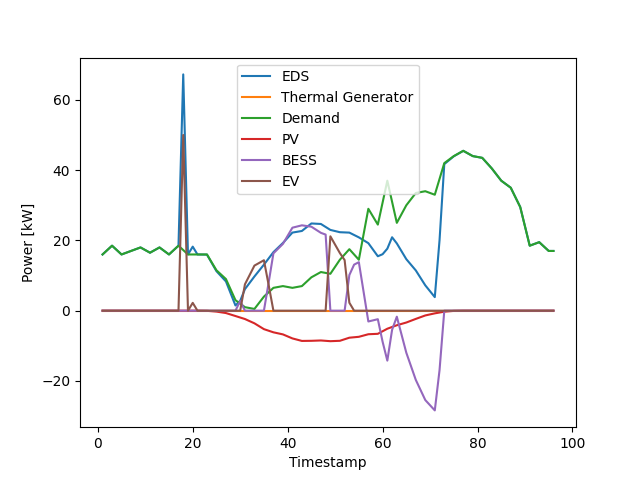 EDS
Thermal Generator
Demand
PV
BESS
EV
Power [kW]
60
40
20
0
−20
0 20 40 60 80 100
Timestamp